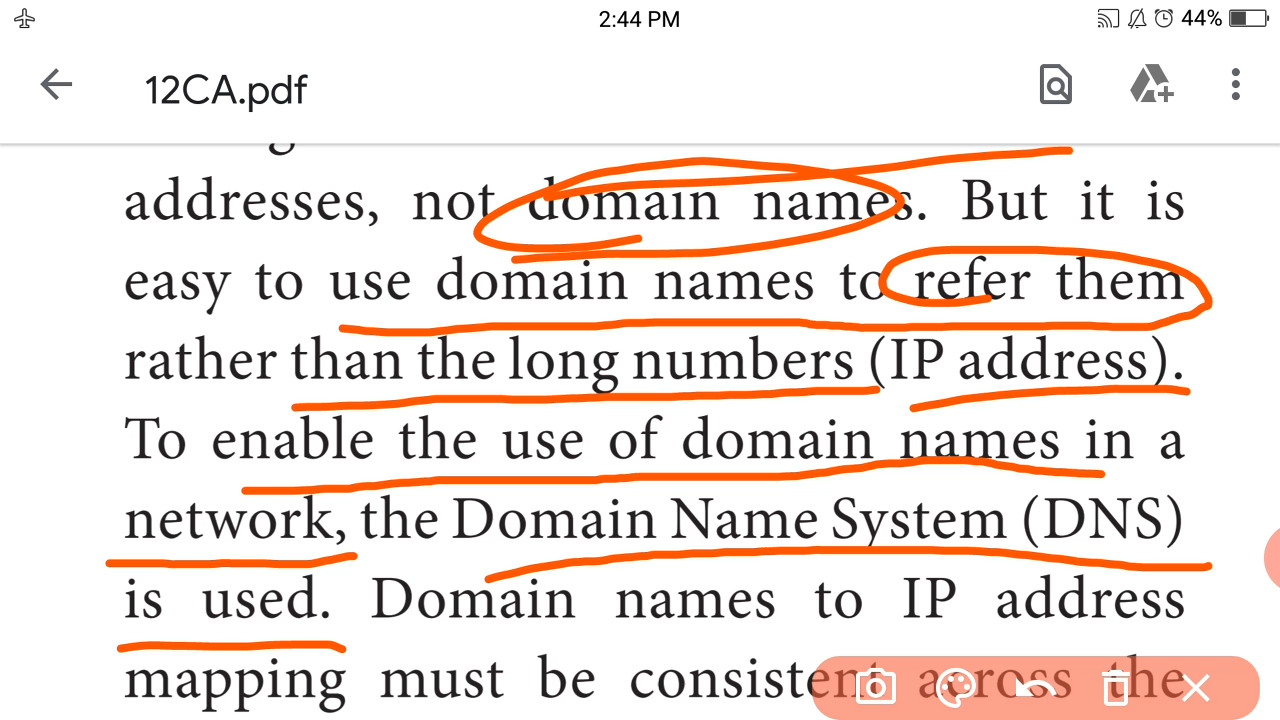 2:44 PM
44%
12CA.pdf
addresses, not domain names. But it is
easy to use domain names to refer them
rather than the long numbers (IP address).
To enable the use of domain names in a
network, the Domain Name System (DNS)
is used. Domain names to IP address
mapping must be consistent across the